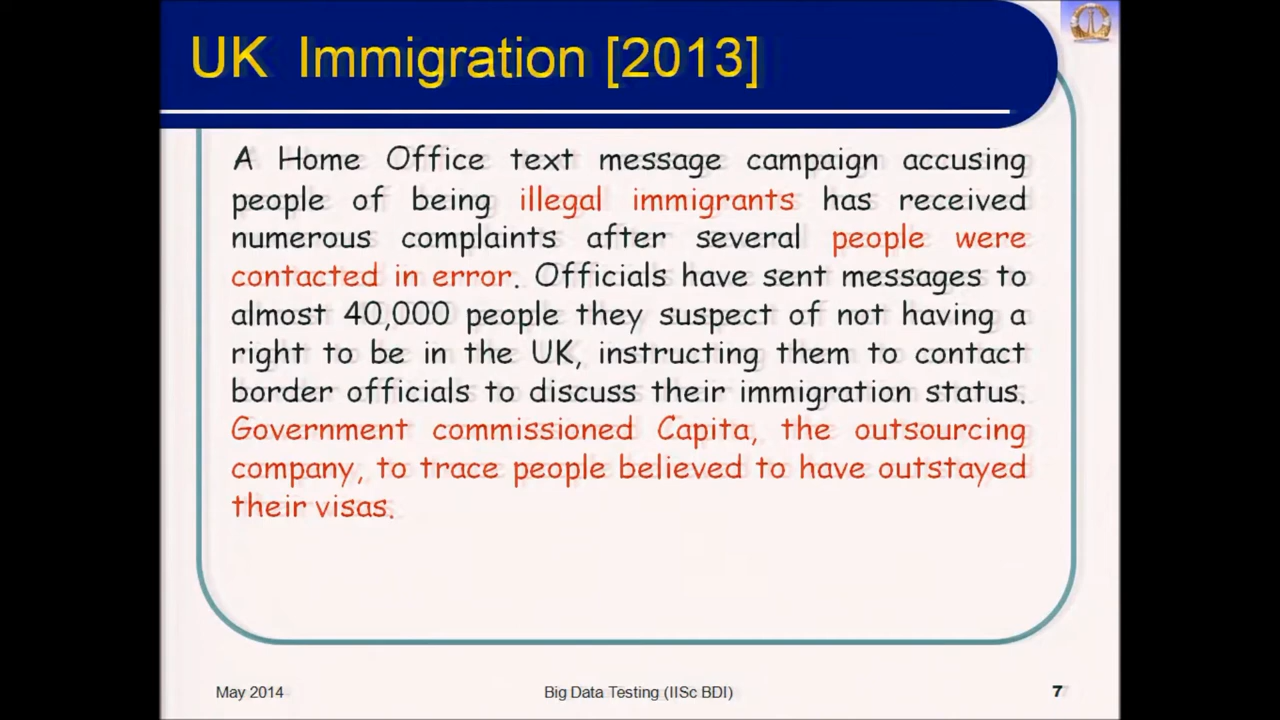 UK Immigration [2013]
A Home Office text message campaign accusing
people of being illegal immigrants has received
numerous complaints after several people were
contacted in error. Officials have sent messages to
almost 40,000 people they suspect of not having a
right to be in the UK, instructing them to contact
border officials to discuss their immigration status.
Government commissioned Capita, the outsourcing
company, to trace people believed to have outstayed
their visas.
May 2014 Big Data Testing (IISc BDI) 7